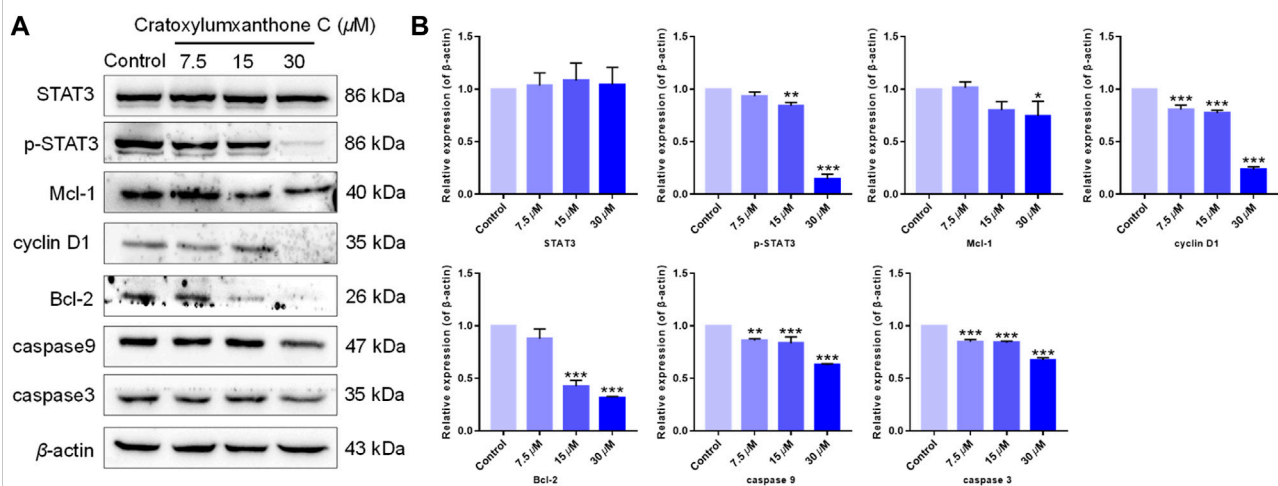 A
Cratoxylumxanthone C (μM)
Control 7.5 15 30
STAT3 86 kDa
p-STAT3 86 kDa
Mcl-1 40 kDa
cyclin D1 35 kDa
Bcl-2 26 kDa
caspase9 47 kDa
caspase3 35 kDa
β-actin 43 kDa
B
Relative expression (of β-actin)
1.5
1.0
0.5
0.0
Control 7.5 μM 15 μM 30 μM
STAT3
Relative expression (of β-actin)
1.5
1.0
0.5
0.0
**
***
Control 7.5 μM 15 μM 30 μM
p-STAT3
Relative expression (of β-actin)
1.5
1.0
0.5
0.0
*
Control 7.5 μM 15 μM 30 μM
Mcl-1
Relative expression (of β-actin)
1.5
1.0
0.5
0.0
*** *** ***
Control 7.5 μM 15 μM 30 μM
cyclin D1
Relative expression (of β-actin)
1.5
1.0
0.5
0.0
*** ***
Control 7.5 μM 15 μM 30 μM
Bcl-2
Relative expression (of β-actin)
1.5
1.0
0.5
0.0
** *** ***
Control 7.5 μM 15 μM 30 μM
caspase 9
Relative expression (of β-actin)
1.5
1.0
0.5
0.0
*** *** ***
Control 7.5 μM 15 μM 30 μM
caspase 3